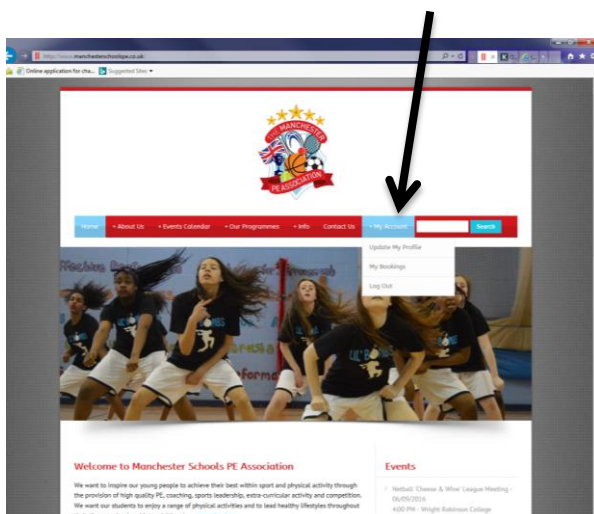 http://www.manchesterschoolspe.co.uk
Online application for cha...
Suggested Sites
THE MANCHESTER
PE ASSOCIATION
Home
About Us
Events Calendar
Our Programmes
Info
Contact Us
My Account
Search
Update My Profile
My Bookings
Log Out
LIL' BOMBS
Welcome to Manchester Schools PE Association
We want to inspire our young people to achieve their best within sport and physical activity through
the provision of high quality PE, coaching, sports leadership, extra-curricular activity and competition.
We want our students to enjoy a range of physical activities and to lead healthy lifestyles throughout
Events
Netball 'Cheese & Wine' League Meeting -
06/09/2016
4:00 PM - Wright Robinson College